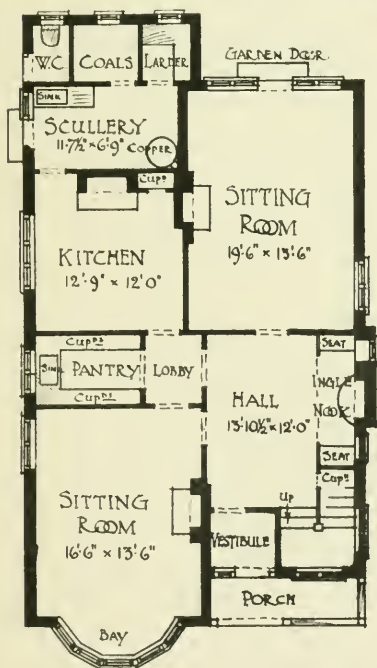 W.C
COALS
LARDER
GARDEN DOOR.
SINK
SCULLERY
11·7½" × 6'·9"
COPPER
CUPD
SITTING
ROOM
19'·6" × 13'·6"
KITCHEN
12'·9" × 12'·0"
CUPDS
SINK
PANTRY
CUPDS
LOBBY
SEAT
INGLE
NOOK
HALL
13'·10½" × 12'·0"
SEAT
CUPD
UP
SITTING
ROOM
16'·6" × 13'·6"
VESTIBULE
PORCH
BAY